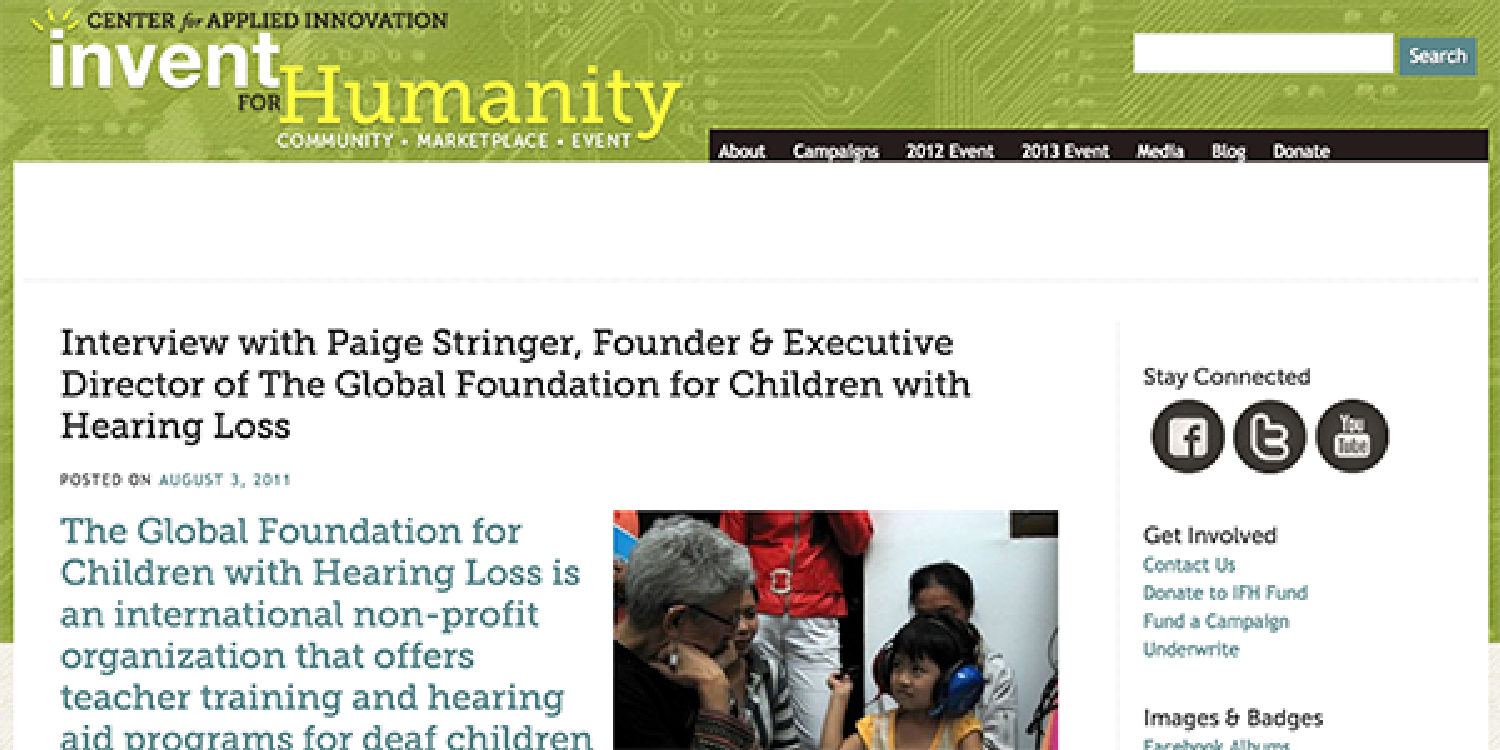 CENTER for APPLIED INNOVATION
invent
FOR Humanity
COMMUNITY • MARKETPLACE • EVENT
Search
About Campaigns 2012 Event 2013 Event Media Blog Donate
Interview with Paige Stringer, Founder & Executive
Director of The Global Foundation for Children with
Hearing Loss
POSTED ON AUGUST 3, 2011
The Global Foundation for
Children with Hearing Loss is
an international non-profit
organization that offers
teacher training and hearing
aid programs for deaf children
Stay Connected
You
Tube
Get Involved
Contact Us
Donate to IFH Fund
Fund a Campaign
Underwrite
Images & Badges
Facebook Albums